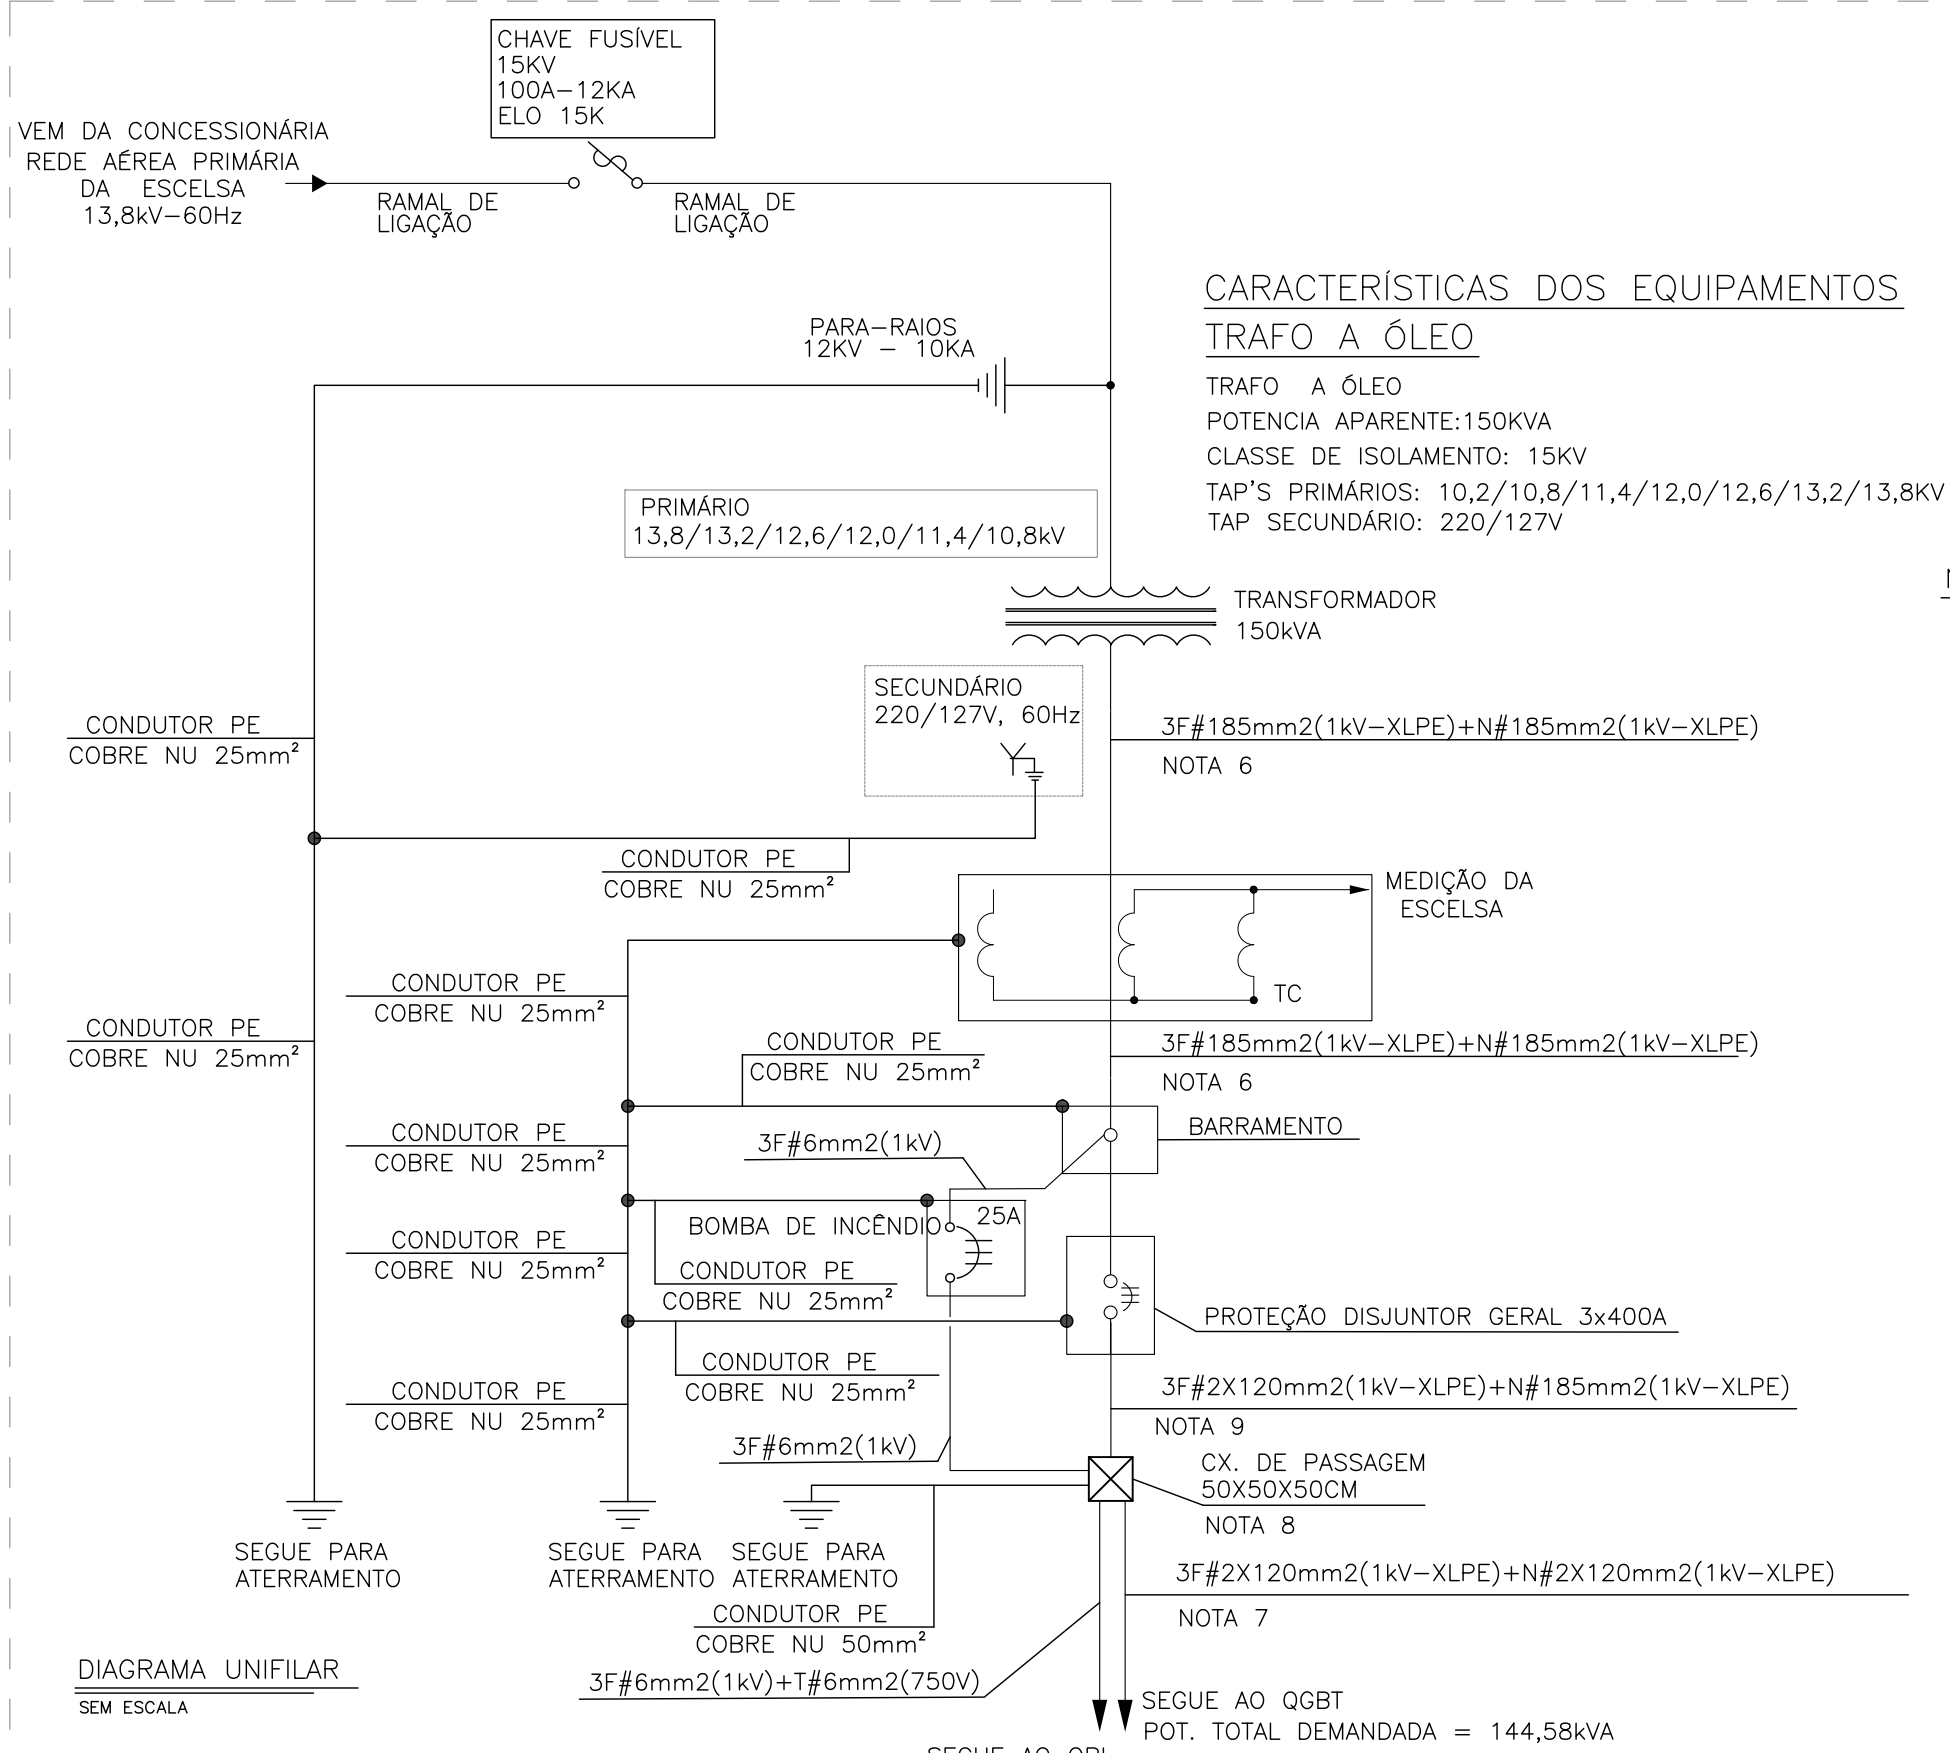 CHAVE FUSÍVEL
15KV
100A-12KA
ELO 15K
VEM DA CONCESSIONÁRIA
REDE AÉREA PRIMÁRIA
DA ESCELSA
13,8kV-60Hz
RAMAL DE
LIGAÇÃO
RAMAL DE
LIGAÇÃO
CARACTERÍSTICAS DOS EQUIPAMENTOS
TRAFO A ÓLEO
TRAFO A ÓLEO
POTENCIA APARENTE:150KVA
CLASSE DE ISOLAMENTO: 15KV
TAP'S PRIMÁRIOS: 10,2/10,8/11,4/12,0/12,6/13,2/13,8KV
TAP SECUNDÁRIO: 220/127V
PARA-RAIOS
12KV - 10KA
PRIMÁRIO
13,8/13,2/12,6/12,0/11,4/10,8kV
TRANSFORMADOR
150kVA
SECUNDÁRIO
220/127V, 60Hz
CONDUTOR PE
COBRE NU 25mm²
3F#185mm2(1kV-XLPE)+N#185mm2(1kV-XLPE)
NOTA 6
CONDUTOR PE
COBRE NU 25mm²
MEDIÇÃO DA
ESCELSA
TC
CONDUTOR PE
COBRE NU 25mm²
CONDUTOR PE
COBRE NU 25mm²
CONDUTOR PE
COBRE NU 25mm²
3F#185mm2(1kV-XLPE)+N#185mm2(1kV-XLPE)
NOTA 6
BARRAMENTO
CONDUTOR PE
COBRE NU 25mm²
3F#6mm2(1kV)
25A
BOMBA DE INCÊNDIO
CONDUTOR PE
COBRE NU 25mm²
CONDUTOR PE
COBRE NU 25mm²
PROTEÇÃO DISJUNTOR GERAL 3x400A
CONDUTOR PE
COBRE NU 25mm²
CONDUTOR PE
COBRE NU 25mm²
3F#2X120mm2(1kV-XLPE)+N#185mm2(1kV-XLPE)
NOTA 9
3F#6mm2(1kV)
CX. DE PASSAGEM
50X50X50CM
NOTA 8
SEGUE PARA
ATERRAMENTO
SEGUE PARA
ATERRAMENTO
SEGUE PARA
ATERRAMENTO
3F#2X120mm2(1kV-XLPE)+N#2X120mm2(1kV-XLPE)
NOTA 7
CONDUTOR PE
COBRE NU 50mm²
3F#6mm2(1kV)+T#6mm2(750V)
DIAGRAMA UNIFILAR
SEM ESCALA
SEGUE AO QGBT
POT. TOTAL DEMANDADA = 144,58kVA
SEGUE AO